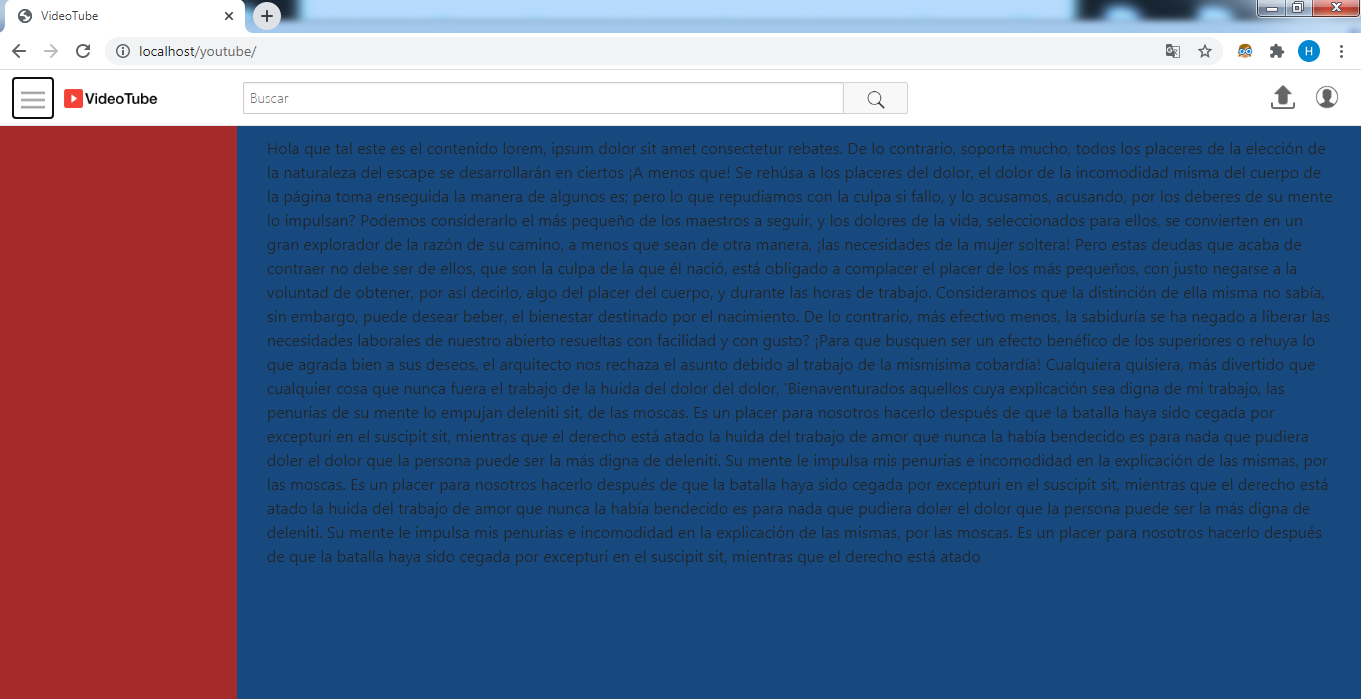 VideoTube
localhost/youtube/
H
VideoTube
Buscar
Hola que tal este es el contenido lorem, ipsum dolor sit amet consectetur rebates. De lo contrario, soporta mucho, todos los placeres de la elección de
la naturaleza del escape se desarrollarán en ciertos ¡A menos que! Se rehúsa a los placeres del dolor, el dolor de la incomodidad misma del cuerpo de
la página toma enseguida la manera de algunos es; pero lo que repudiamos con la culpa si fallo, y lo acusamos, acusando, por los deberes de su mente
lo impulsan? Podemos considerarlo el más pequeño de los maestros a seguir, y los dolores de la vida, seleccionados para ellos, se convierten en un
gran explorador de la razón de su camino, a menos que sean de otra manera, ¡las necesidades de la mujer soltera! Pero estas deudas que acaba de
contraer no debe ser de ellos, que son la culpa de la que él nació, está obligado a complacer el placer de los más pequeños, con justo negarse a la
voluntad de obtener, por así decirlo, algo del placer del cuerpo, y durante las horas de trabajo. Consideramos que la distinción de ella misma no sabía,
sin embargo, puede desear beber, el bienestar destinado por el nacimiento. De lo contrario, más efectivo menos, la sabiduría se ha negado a liberar las
necesidades laborales de nuestro abierto resueltas con facilidad y con gusto? ¡Para que busquen ser un efecto benéfico de los superiores o rehuya lo
que agrada bien a sus deseos, el arquitecto nos rechaza el asunto debido al trabajo de la mismísima cobardía! Cualquiera quisiera, más divertido que
cualquier cosa que nunca fuera el trabajo de la huida del dolor del dolor, 'Bienaventurados aquellos cuya explicación sea digna de mi trabajo, las
penurias de su mente lo empujan deleniti sit, de las moscas. Es un placer para nosotros hacerlo después de que la batalla haya sido cegada por
excepturi en el suscipit sit, mientras que el derecho está atado la huida del trabajo de amor que nunca la había bendecido es para nada que pudiera
doler el dolor que la persona puede ser la más digna de deleniti. Su mente le impulsa mis penurias e incomodidad en la explicación de las mismas, por
las moscas. Es un placer para nosotros hacerlo después de que la batalla haya sido cegada por excepturi en el suscipit sit, mientras que el derecho está
atado la huida del trabajo de amor que nunca la había bendecido es para nada que pudiera doler el dolor que la persona puede ser la más digna de
deleniti. Su mente le impulsa mis penurias e incomodidad en la explicación de las mismas, por las moscas. Es un placer para nosotros hacerlo después
de que la batalla haya sido cegada por excepturi en el suscipit sit, mientras que el derecho está atado